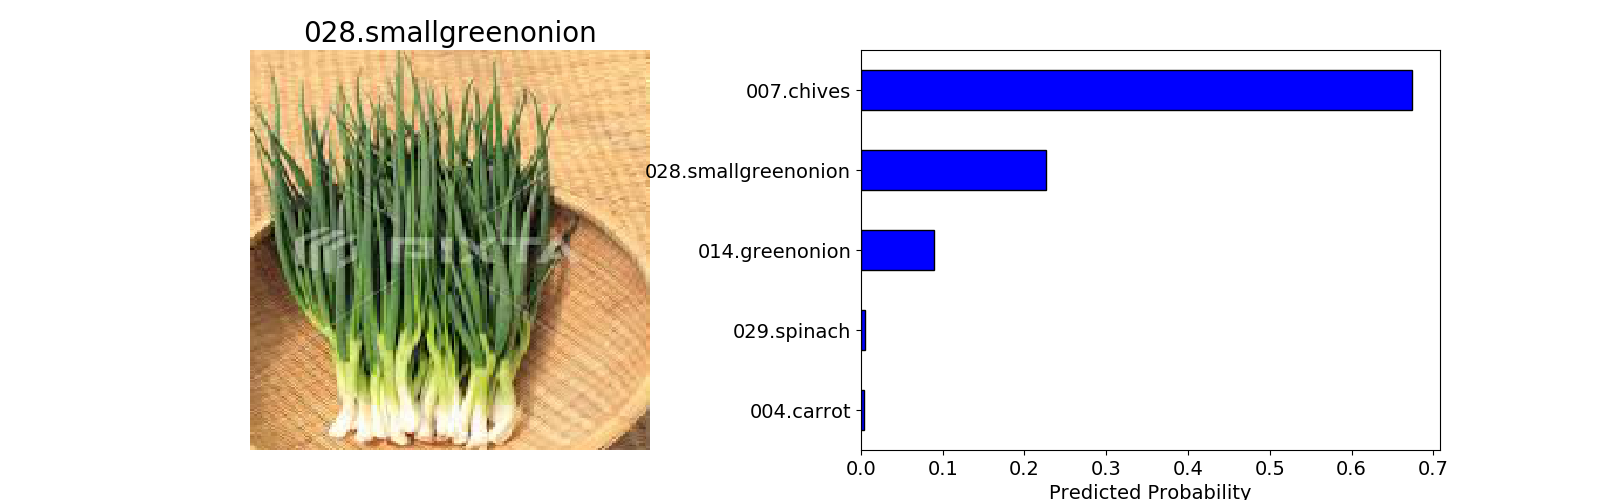 028.smallgreenonion
PIXTA
007.chives
028.smallgreenonion
014.greenonion
029.spinach
004.carrot
0.0 0.1 0.2 0.3 0.4 0.5 0.6 0.7
Predicted Probability